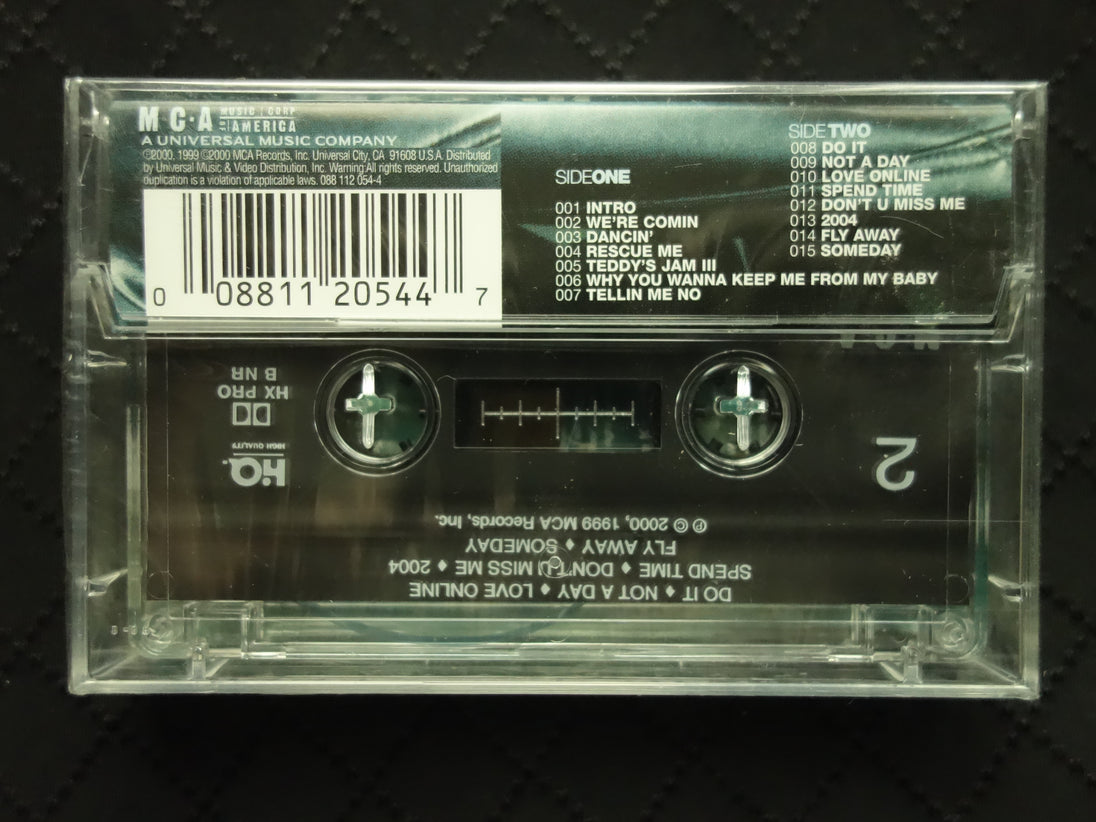 MCA MUSIC CORP
OF AMERICA
A UNIVERSAL MUSIC COMPANY
℗2000, 1999 ©2000 MCA Records, Inc. Universal City, CA 91608 U.S.A. Distributed
by Universal Music & Video Distribution, Inc. Warning: All rights reserved. Unauthorized
duplication is a violation of applicable laws. 088 112 054-4
0 08811 20544 7
SIDEONE
001 INTRO
002 WE'RE COMIN
003 DANCIN'
004 RESCUE ME
005 TEDDY'S JAM III
006 WHY YOU WANNA KEEP ME FROM MY BABY
007 TELLIN ME NO
SIDETWO
008 DO IT
009 NOT A DAY
010 LOVE ONLINE
011 SPEND TIME
012 DON'T U MISS ME
013 2004
014 FLY AWAY
015 SOMEDAY
MCA
2
DO IT ♦ NOT A DAY ♦ LOVE ONLINE
SPEND TIME ♦ DON'T U MISS ME ♦ 2004
FLY AWAY ♦ SOMEDAY
℗ © 2000, 1999 MCA Records, Inc.
HQ
HIGH QUALITY
HX PRO
B NR